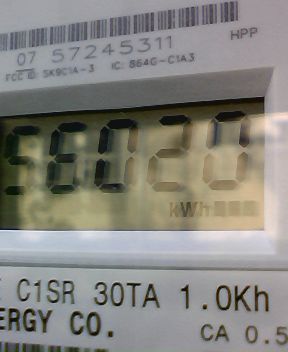 HPP
07 57245311
FCC ID: SK9C1A-3 IC: 864G-C1A3
56020
kWh
C1SR 30TA 1.0Kh
ERGY CO.
CA 0.5